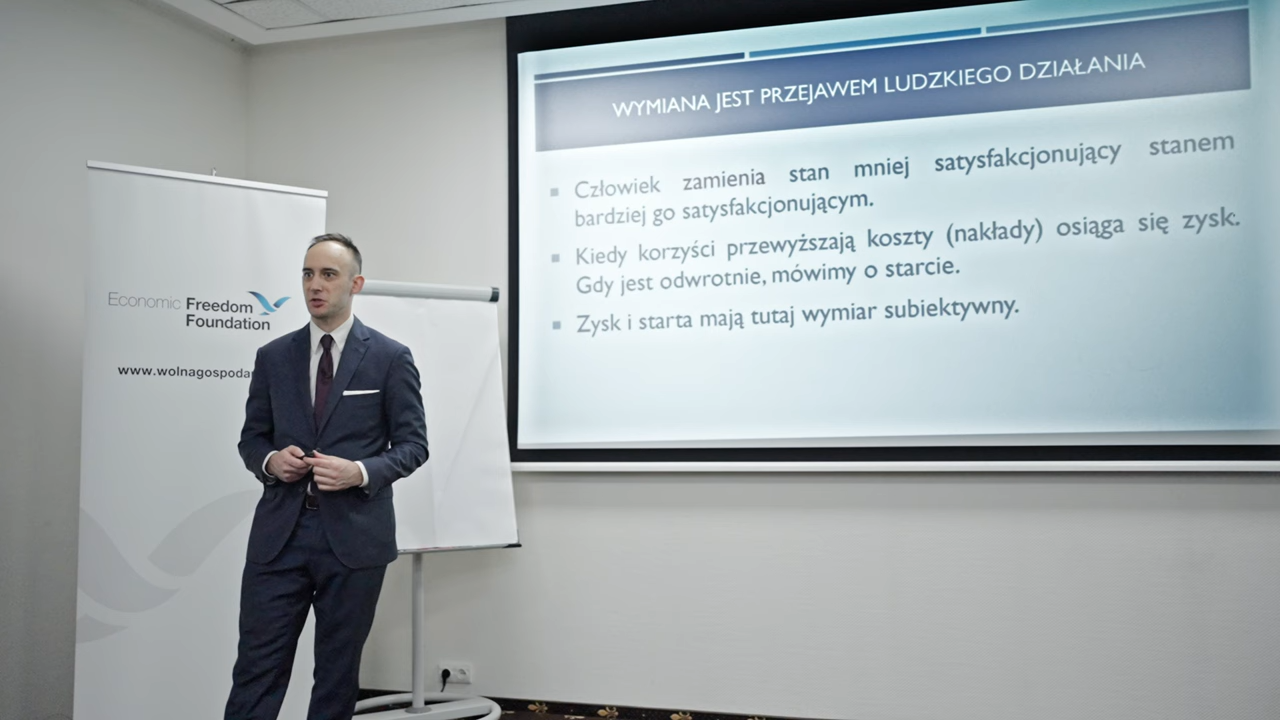 WYMIANA JEST PRZEJAWEM LUDZKIEGO DZIAŁANIA
Człowiek zamienia stan mniej satysfakcjonujący stanem
bardziej go satysfakcjonującym.
Kiedy korzyści przewyższają koszty (nakłady) osiąga się zysk.
Gdy jest odwrotnie, mówimy o starcie.
Zysk i starta mają tutaj wymiar subiektywny.
Economic Freedom
Foundation